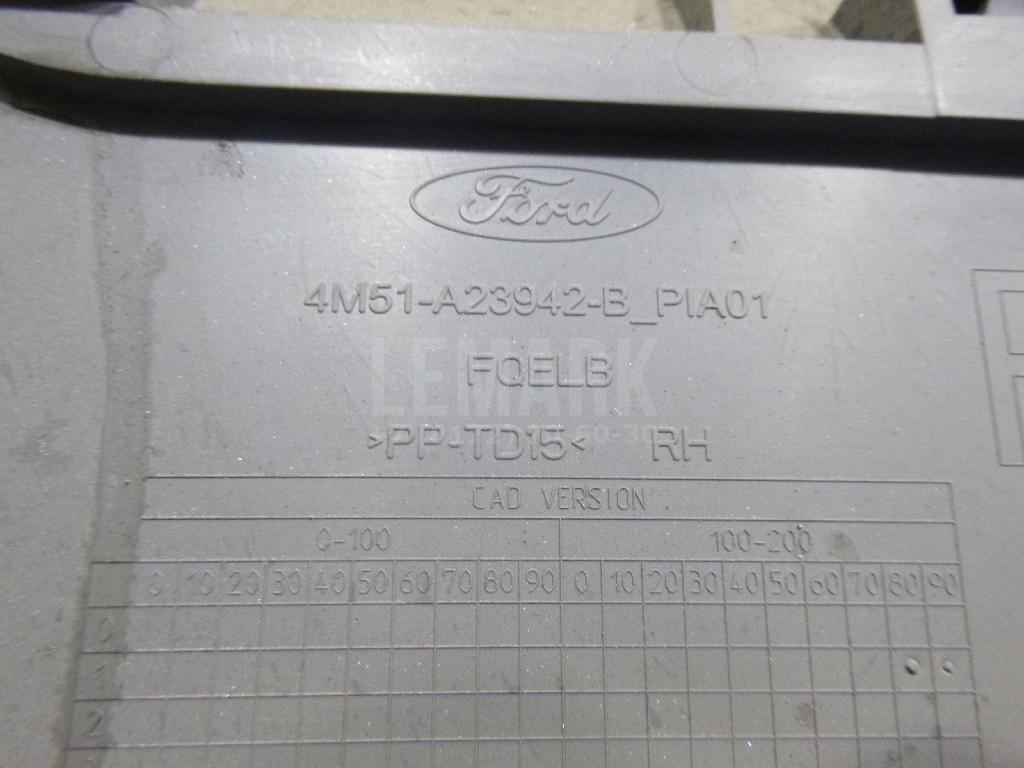 Ford
4M51-A23942-B_PIA01
LEMARK
FQELB
>PP-TD15< RH
CAD VERSION
0-100 100-200
0 10 20 30 40 50 60 70 80 90 0 10 20 30 40 50 60 70 80 90
0
1
2